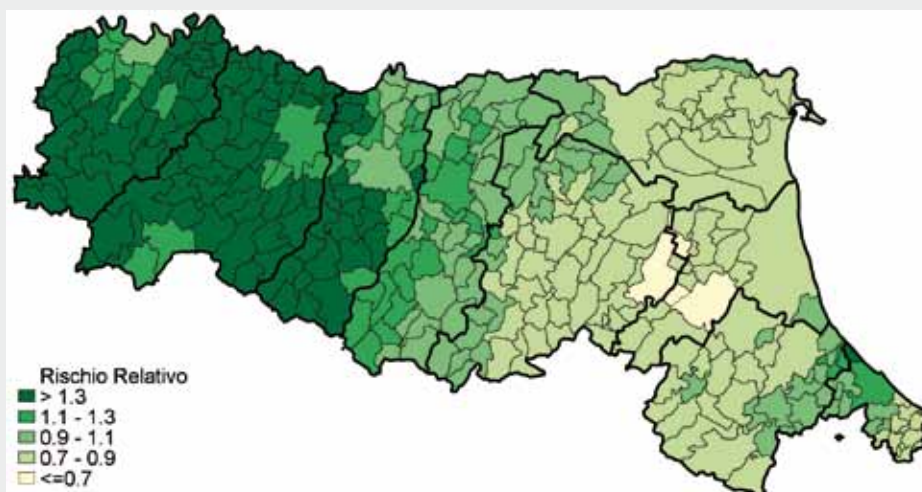 Rischio Relativo
> 1.3
1.1 - 1.3
0.9 - 1.1
0.7 - 0.9
<=0.7